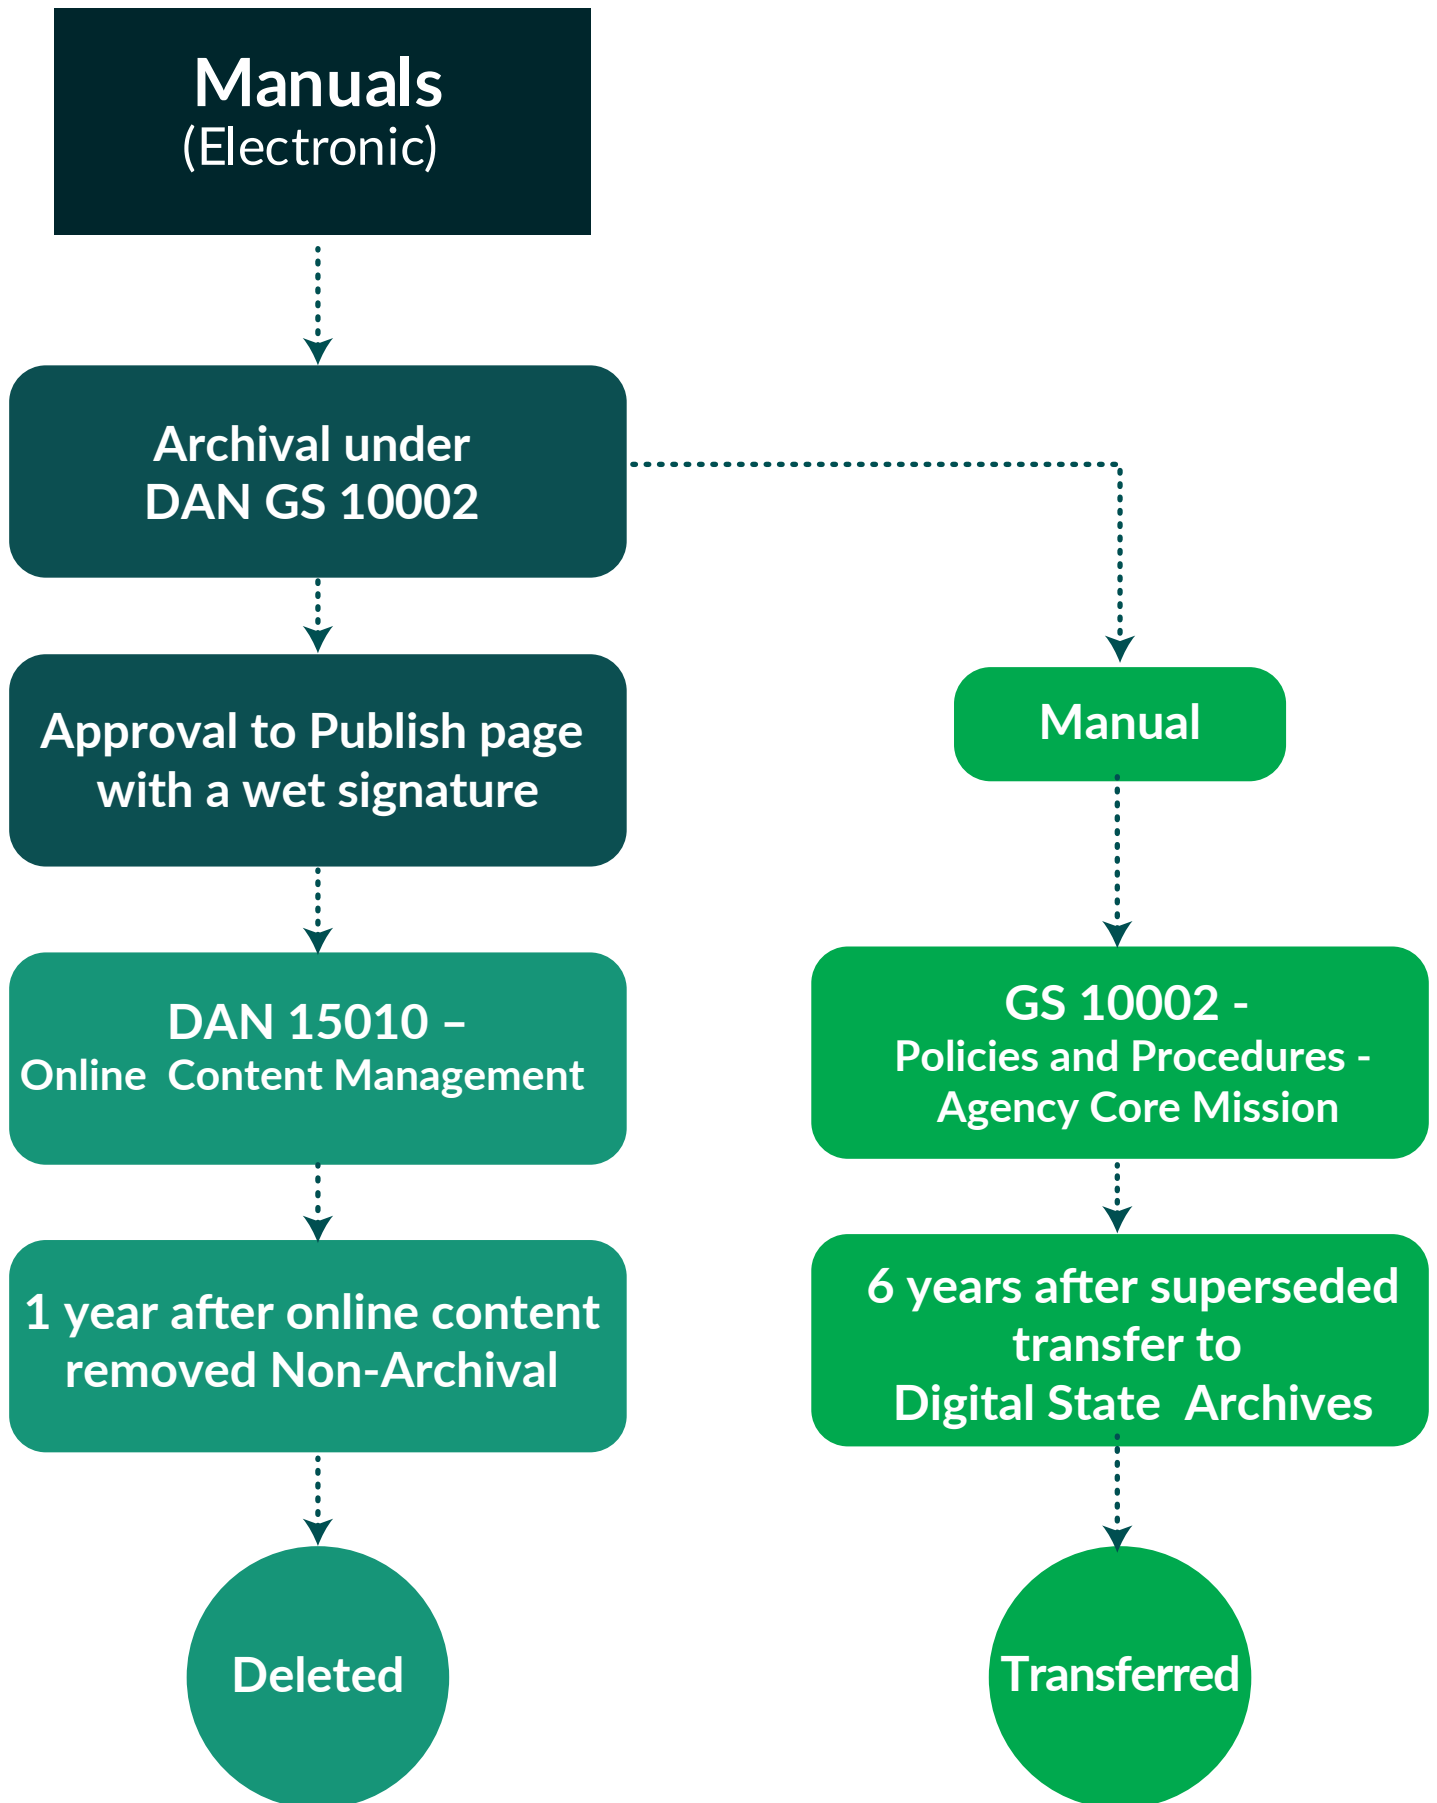 Manuals
(Electronic)
Archival under
DAN GS 10002
Approval to Publish page
with a wet signature
DAN 15010 –
Online Content Management
1 year after online content
removed Non-Archival
Deleted
Manual
GS 10002 -
Policies and Procedures -
Agency Core Mission
6 years after superseded
transfer to
Digital State Archives
Transferred